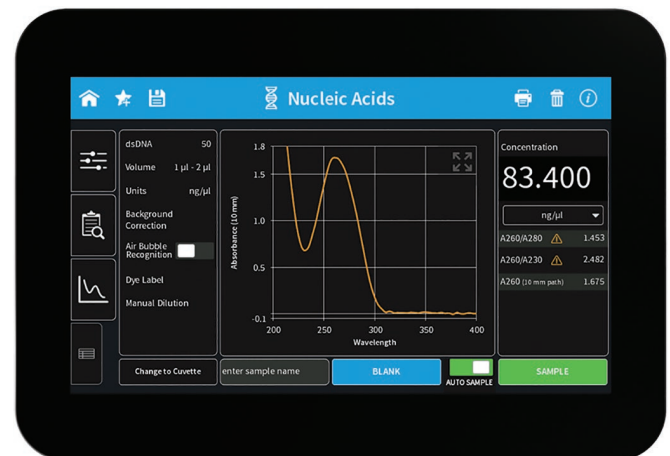 Nucleic Acids
dsDNA 50
Volume 1 µl - 2 µl
Units ng/µl
Background
Correction
Air Bubble
Recognition
Dye Label
Manual Dilution
1.8
1.5
1.0
0.5
-0.1
Absorbance (10 mm)
200 250 300 350 400
Wavelength
Concentration
83.400
ng/µl
A260/A280 1.453
A260/A230 2.482
A260 (10 mm path) 1.675
Change to Cuvette
enter sample name
BLANK
AUTO SAMPLE
SAMPLE